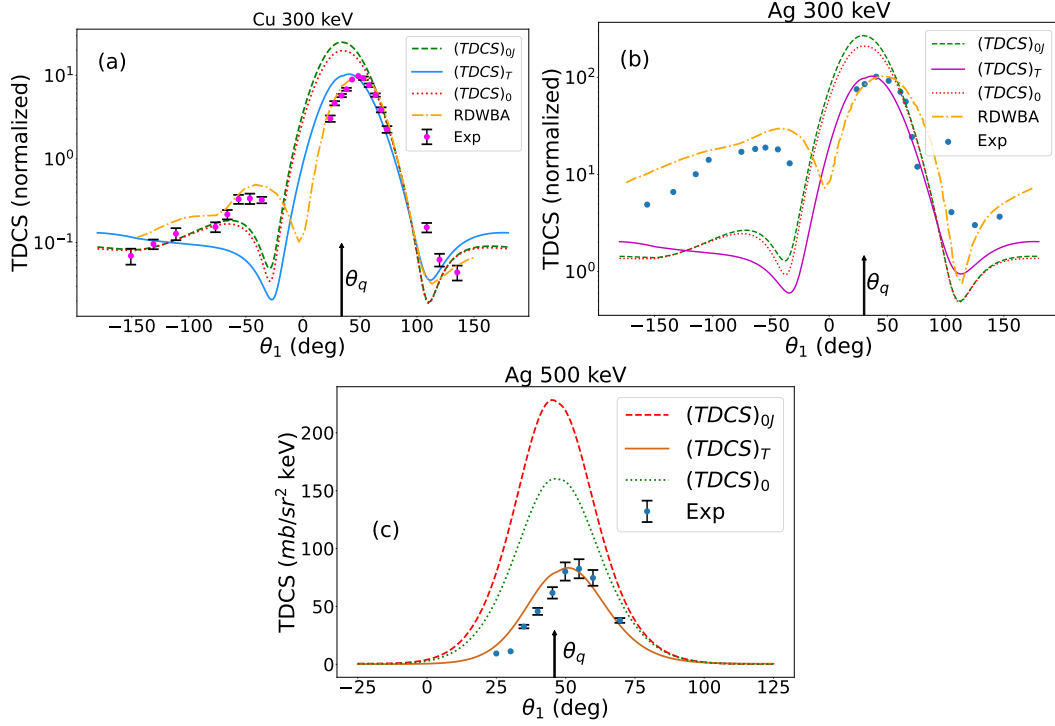 Cu 300 keV
(a)
(TDCS)0J
(TDCS)T
(TDCS)0
RDWBA
Exp
TDCS (normalized)
10^1
10^0
10^−1
θq
−150 −100 −50 0 50 100 150
θ1 (deg)
Ag 300 keV
(b)
(TDCS)0J
(TDCS)T
(TDCS)0
RDWBA
Exp
TDCS (normalized)
10^2
10^1
10^0
θq
−150 −100 −50 0 50 100 150
θ1 (deg)
Ag 500 keV
(c)
(TDCS)0J
(TDCS)T
(TDCS)0
Exp
TDCS (mb/sr^2 keV)
200
150
100
50
0
θq
−25 0 25 50 75 100 125
θ1 (deg)